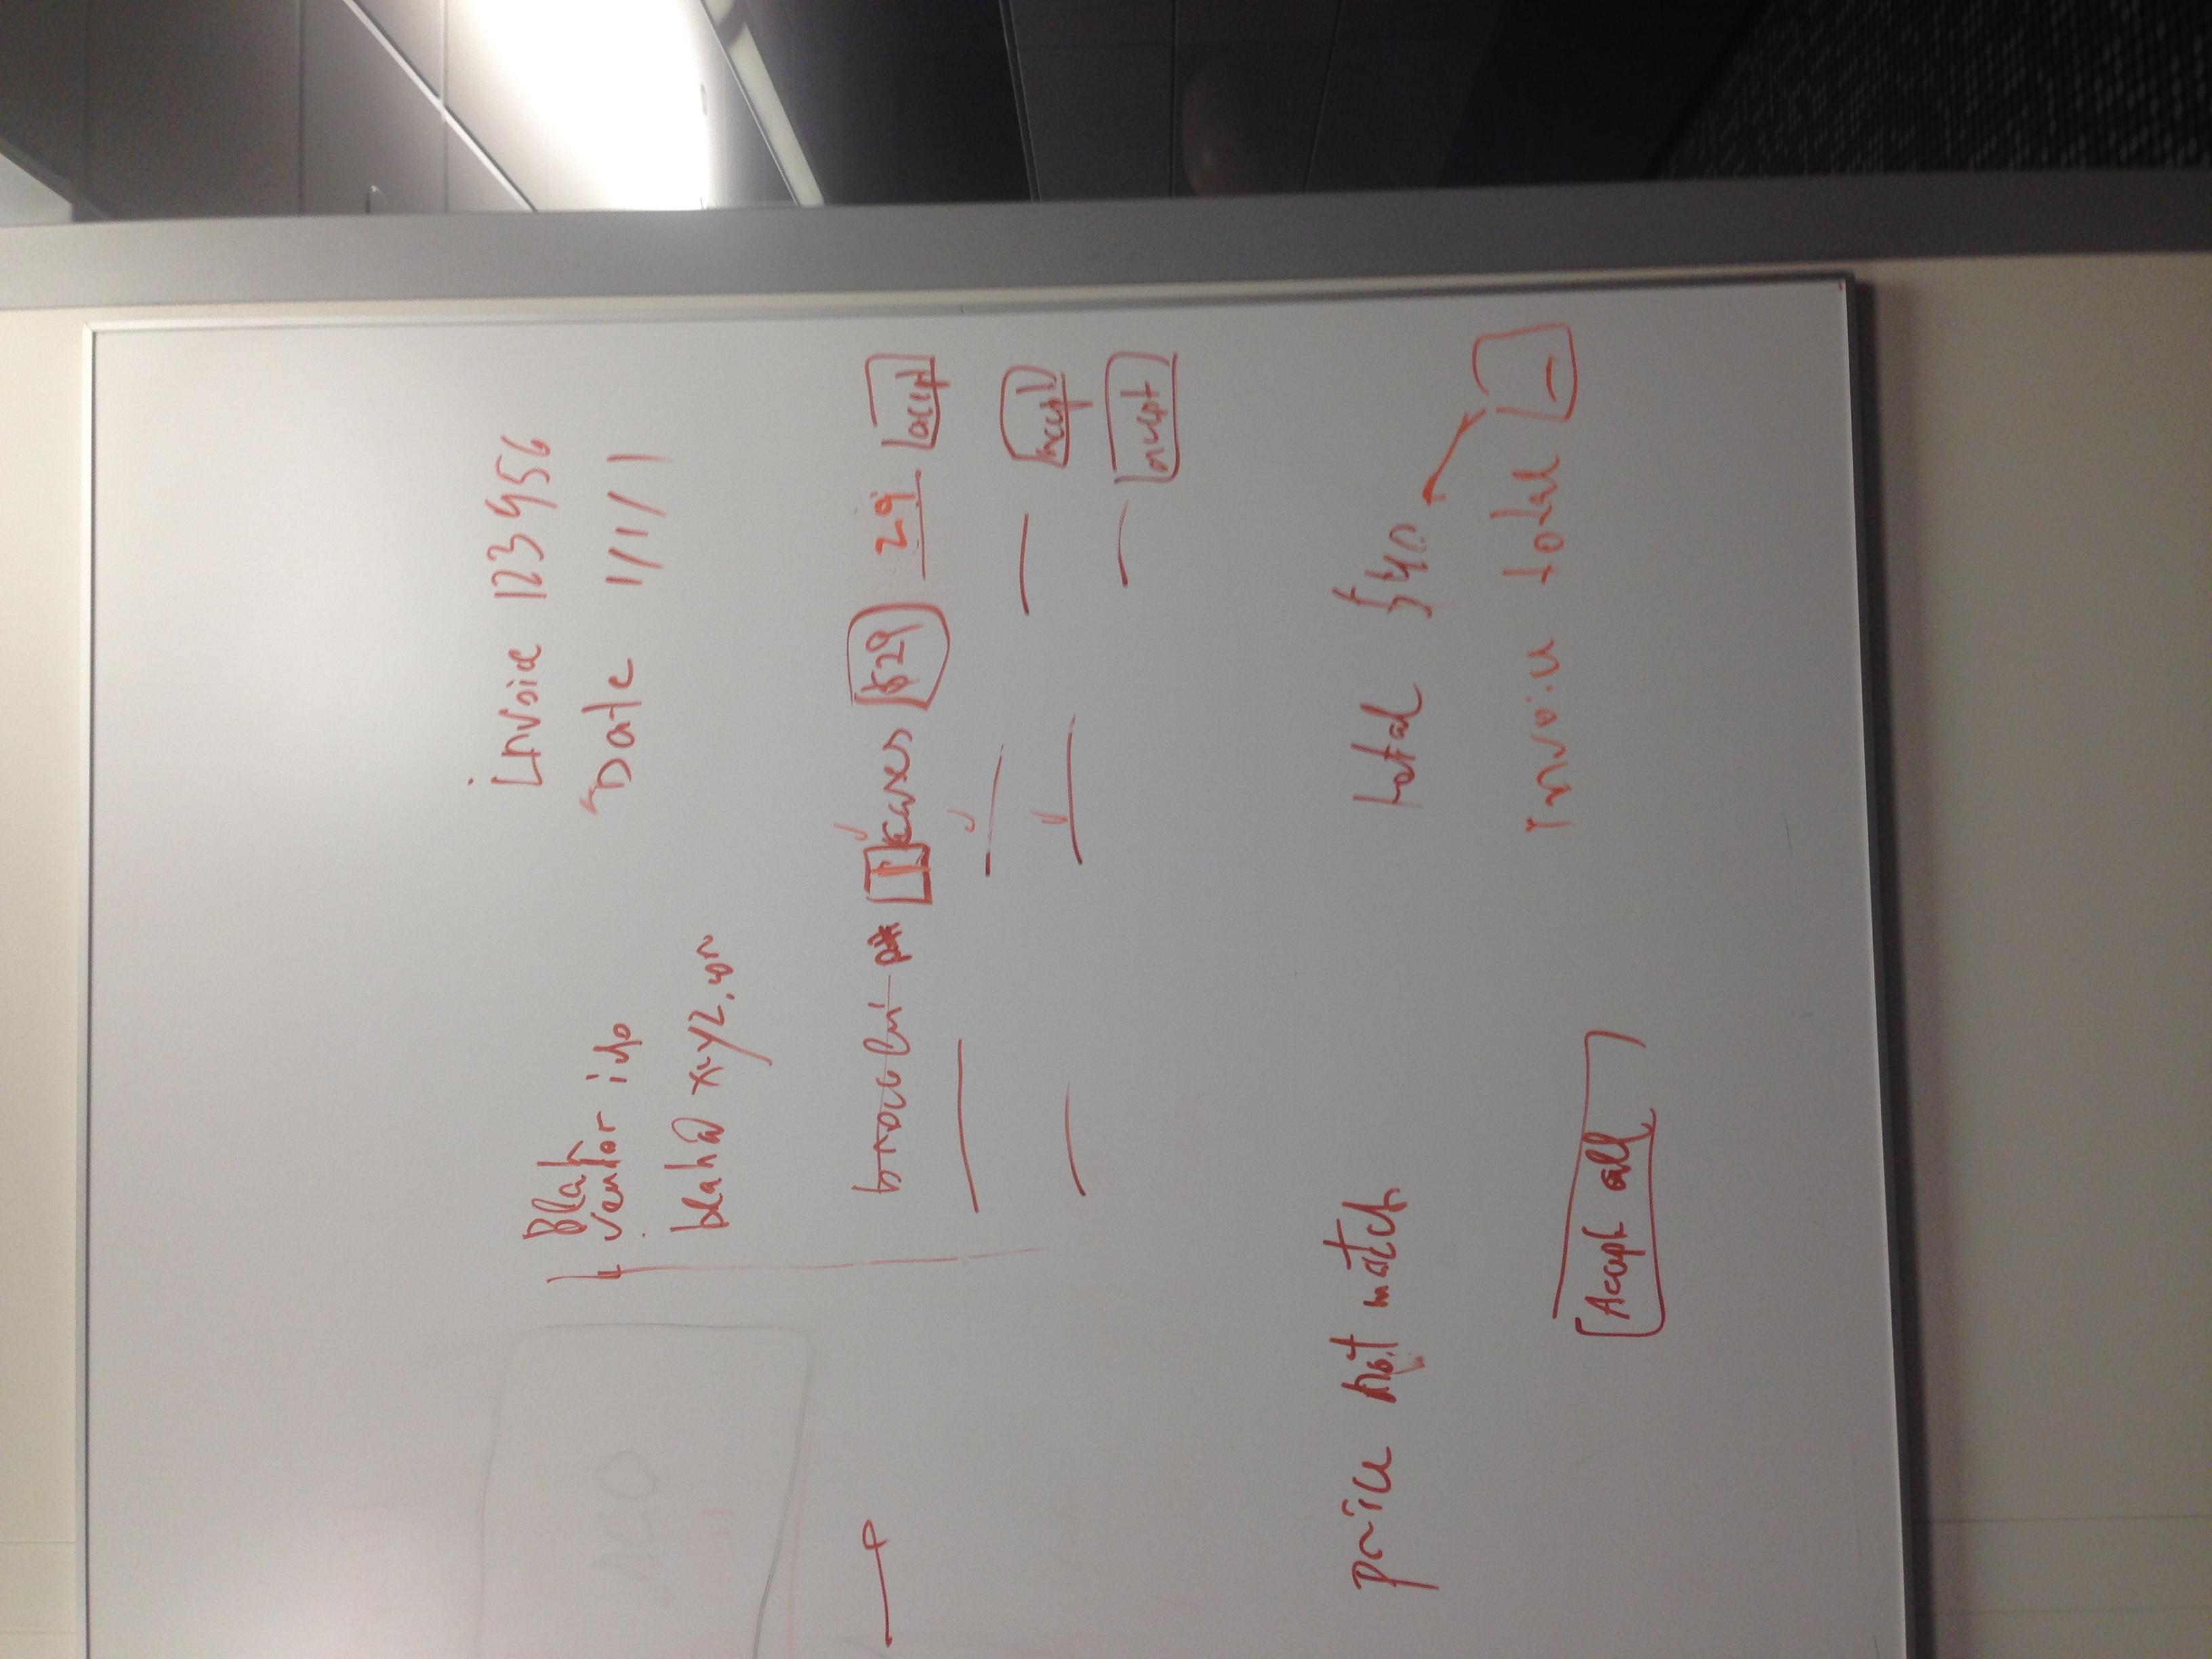 Invoice 123456
Blah
vendor info
Date 1/1/1
blah@xyz.com
broccoli 1 cases $29 29 accept
accept
accept
price not match
total $40
invoice total
Accept all